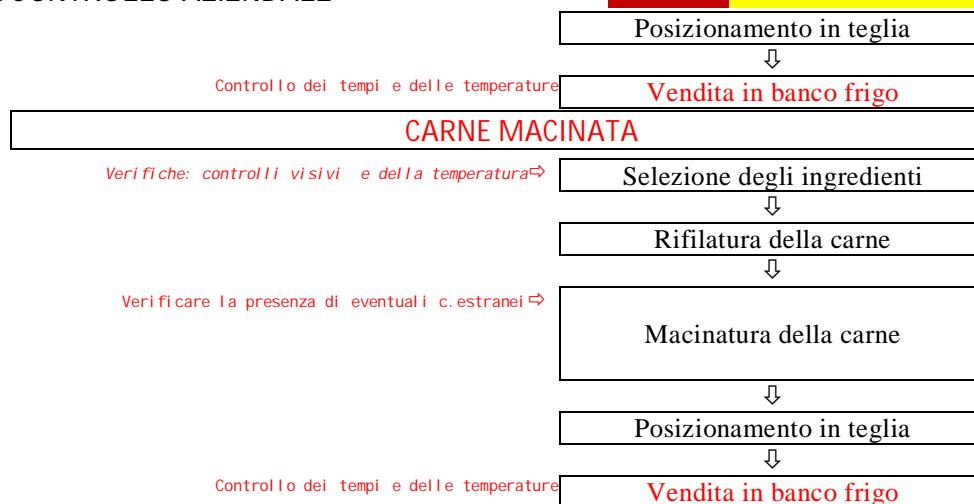 CONTROLLO AZIENDALE
Posizionamento in teglia
⇩
Controllo dei tempi e delle temperature Vendita in banco frigo
CARNE MACINATA
Verifiche: controlli visivi e della temperatura⇨ Selezione degli ingredienti
⇩
Rifilatura della carne
⇩
Verificare la presenza di eventuali c.estranei⇨
Macinatura della carne
⇩
Posizionamento in teglia
⇩
Controllo dei tempi e delle temperature Vendita in banco frigo